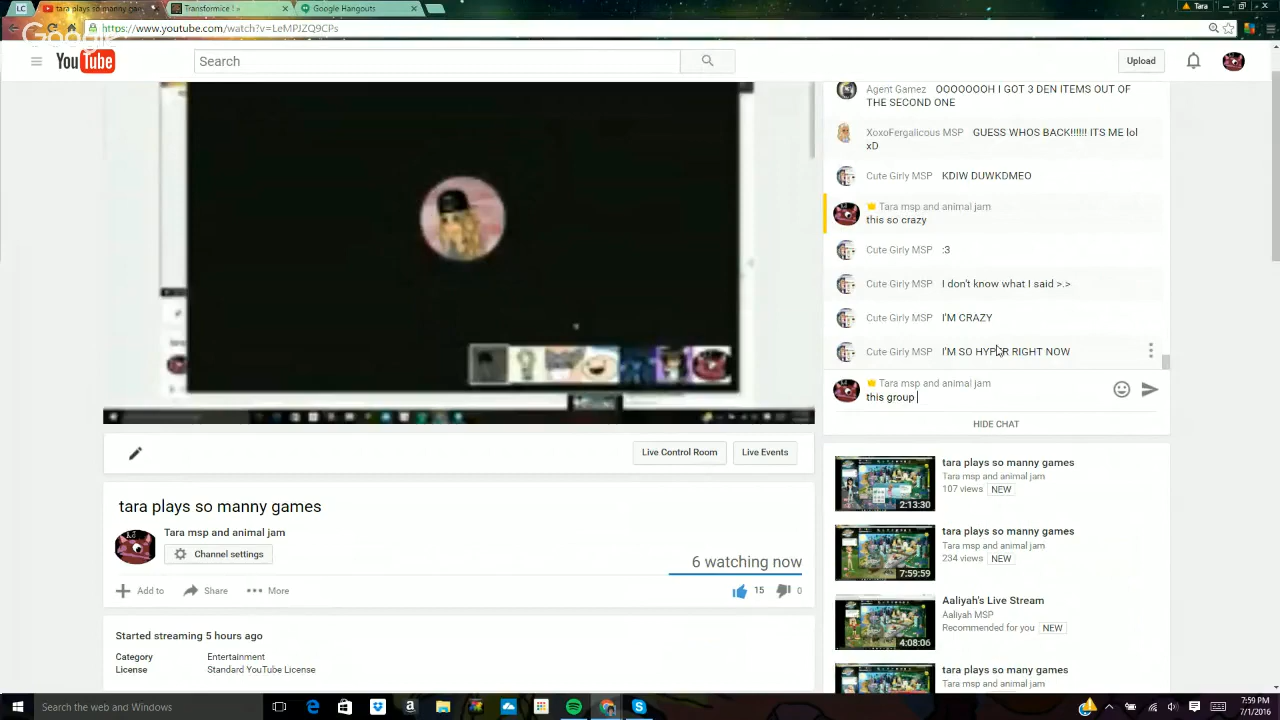 LC
tara plays so manny gam
Transformice ! »
Google Hangouts
Tara
https://www.youtube.com/watch?v=LeMPJZQ9CPs
Google
YouTube
Search
Upload
Agent Gamez OOOOOOOH I GOT 3 DEN ITEMS OUT OF
THE SECOND ONE
XoxoFergalicous MSP GUESS WHOS BACK!!!!!! ITS ME lol
xD
Cute Girly MSP KDIW DUWKDMEO
Tara msp and animal jam
this so crazy
Cute Girly MSP :3
Cute Girly MSP I don't know what I said >.>
Cute Girly MSP I'M CRAZY
Cute Girly MSP I'M SO HYPER RIGHT NOW
Tara msp and animal jam
this group
HIDE CHAT
Live Control Room
Live Events
tara plays so manny games
Tara msp and animal jam
Channel settings
6 watching now
Add to
Share
More
15
0
Started streaming 5 hours ago
Category Entertainment
License Standard YouTube License
tara plays so manny games
Tara msp and animal jam
107 views NEW
2:13:30
tara plays so manny games
Tara msp and animal jam
234 views NEW
7:59:59
Aaliyah's Live Stream
Aaliyah MSP
Recommended for you NEW
4:08:06
tara plays so many games
Tara msp and animal jam
Search the web and Windows
7:59 PM
7/1/2016